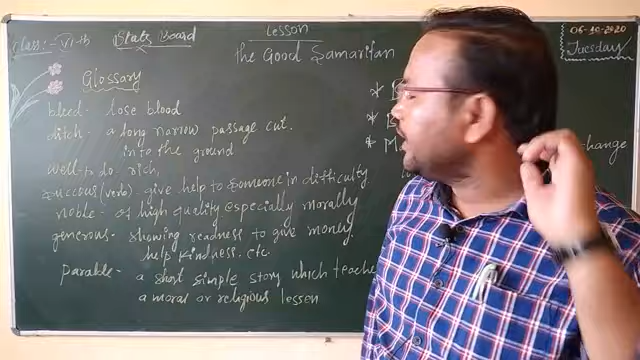 Class:- VI-th
State Board
Lesson
the Good Samaritan
06-10-2020
Tuesday
Glossary
bleed- lose blood
ditch- a long narrow passage cut.
into the ground
well-to do rich,
succour (verb) give help to someone in difficulty
noble- of high quality especially morally
generous- showing readness to give money,
help kindness. etc.
parable- a short simple story which teache
a moral or religious lesson
* B
* B
* M
change